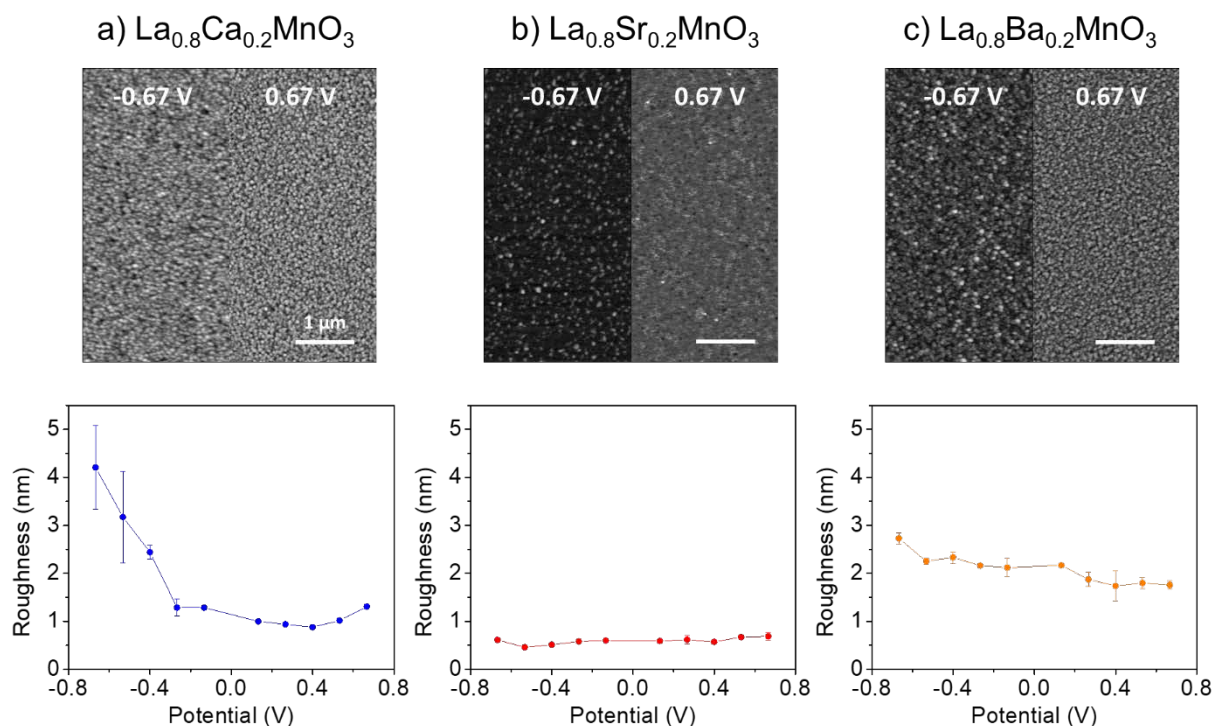 a) La0.8Ca0.2MnO3
b) La0.8Sr0.2MnO3
c) La0.8Ba0.2MnO3
-0.67 V
0.67 V
1 µm
-0.67 V
0.67 V
-0.67 V
0.67 V
Roughness (nm)
5
4
3
2
1
0
-0.8
-0.4
0.0
0.4
0.8
Potential (V)
Roughness (nm)
5
4
3
2
1
0
-0.8
-0.4
0.0
0.4
0.8
Potential (V)
Roughness (nm)
5
4
3
2
1
0
-0.8
-0.4
0.0
0.4
0.8
Potential (V)